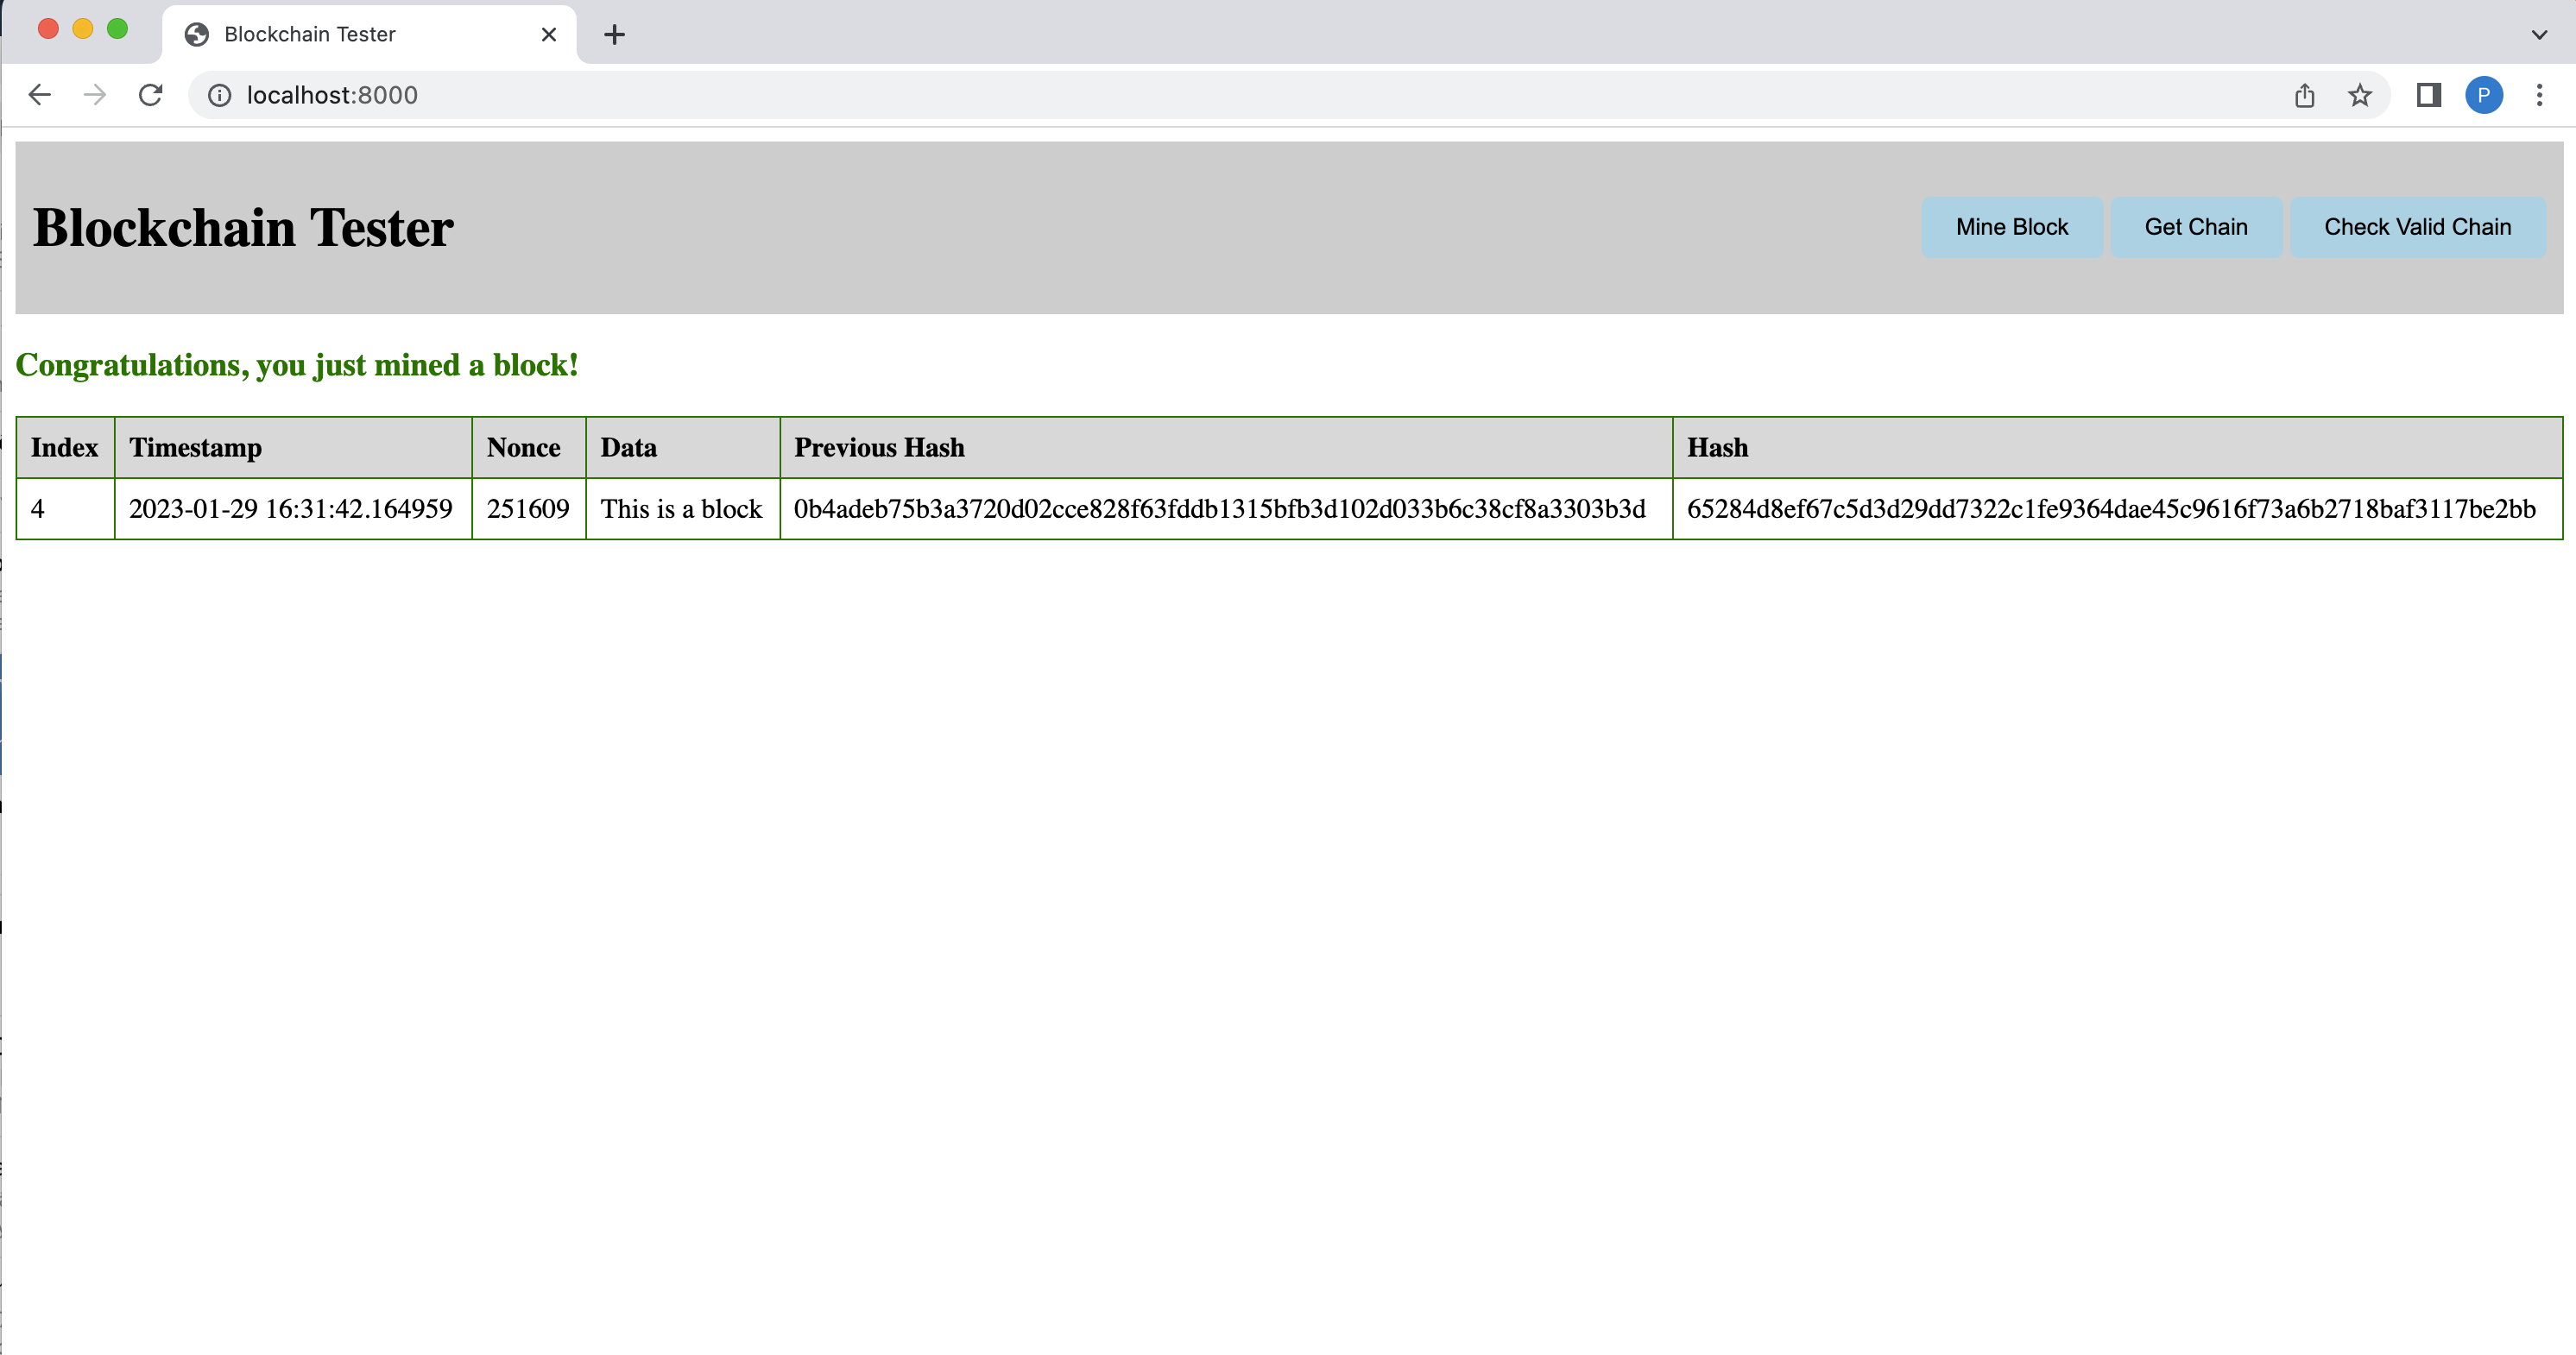 Blockchain Tester
localhost:8000
P
Blockchain Tester
Mine Block Get Chain Check Valid Chain
Congratulations, you just mined a block!
Index Timestamp Nonce Data Previous Hash Hash
4 2023-01-29 16:31:42.164959 251609 This is a block 0b4adeb75b3a3720d02cce828f63fddb1315bfb3d102d033b6c38cf8a3303b3d 65284d8ef67c5d3d29dd7322c1fe9364dae45c9616f73a6b2718baf3117be2bb